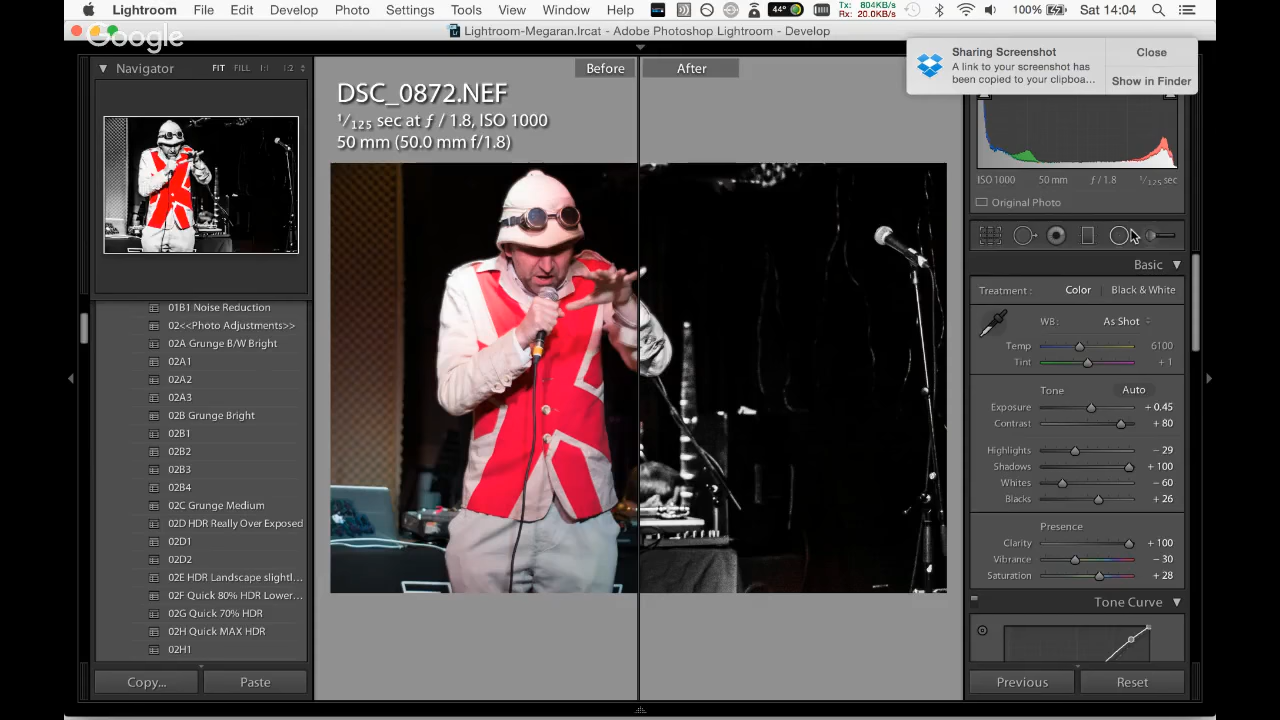 Lightroom File Edit Develop Photo Settings Tools View Window Help 44° Tx: 804KB/s Rx: 20.0KB/s 100% Sat 14:04
Google
Lightroom-Megaran.lrcat - Adobe Photoshop Lightroom - Develop
Sharing Screenshot
A link to your screenshot has
been copied to your clipboa...
Close
Show in Finder
Navigator FIT FILL 1:1 1:2
Before After
DSC_0872.NEF
1/125 sec at ƒ / 1.8, ISO 1000
50 mm (50.0 mm f/1.8)
01B1 Noise Reduction
02<<Photo Adjustments>>
02A Grunge B/W Bright
02A1
02A2
02A3
02B Grunge Bright
02B1
02B2
02B3
02B4
02C Grunge Medium
02D HDR Really Over Exposed
02D1
02D2
02E HDR Landscape slightl...
02F Quick 80% HDR Lower...
02G Quick 70% HDR
02H Quick MAX HDR
02H1
Copy... Paste
ISO 1000 50 mm ƒ / 1.8 1/125 sec
Original Photo
Basic
Treatment : Color Black & White
WB: As Shot
Temp 6100
Tint + 1
Tone Auto
Exposure + 0.45
Contrast + 80
Highlights − 29
Shadows + 100
Whites − 60
Blacks + 26
Presence
Clarity + 100
Vibrance − 30
Saturation + 28
Tone Curve
Previous Reset